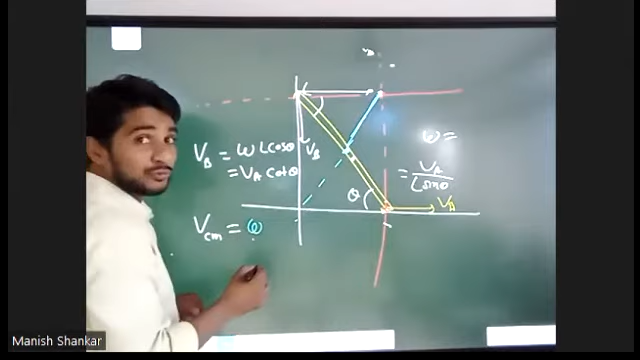 V_B = ωLcosθ
= V_A cotθ
V_cm = ω
V_B
θ
ω =
= V_A / Lsinθ
V_A
Manish Shankar